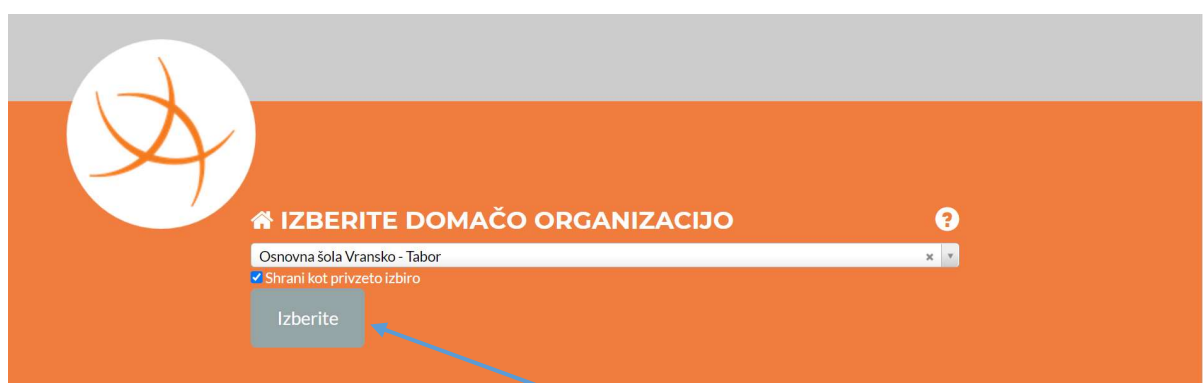 IZBERITE DOMAČO ORGANIZACIJO
Osnovna šola Vransko - Tabor
Shrani kot privzeto izbiro
Izberite